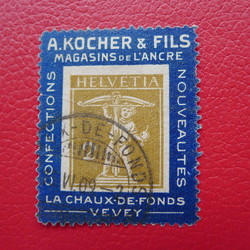 A. KOCHER & FILS
MAGASINS DE L'ANCRE
CONFECTIONS
HELVETIA
NOUVEAUTÉS
LA CHAUX-DE-FONDS
VEVEY